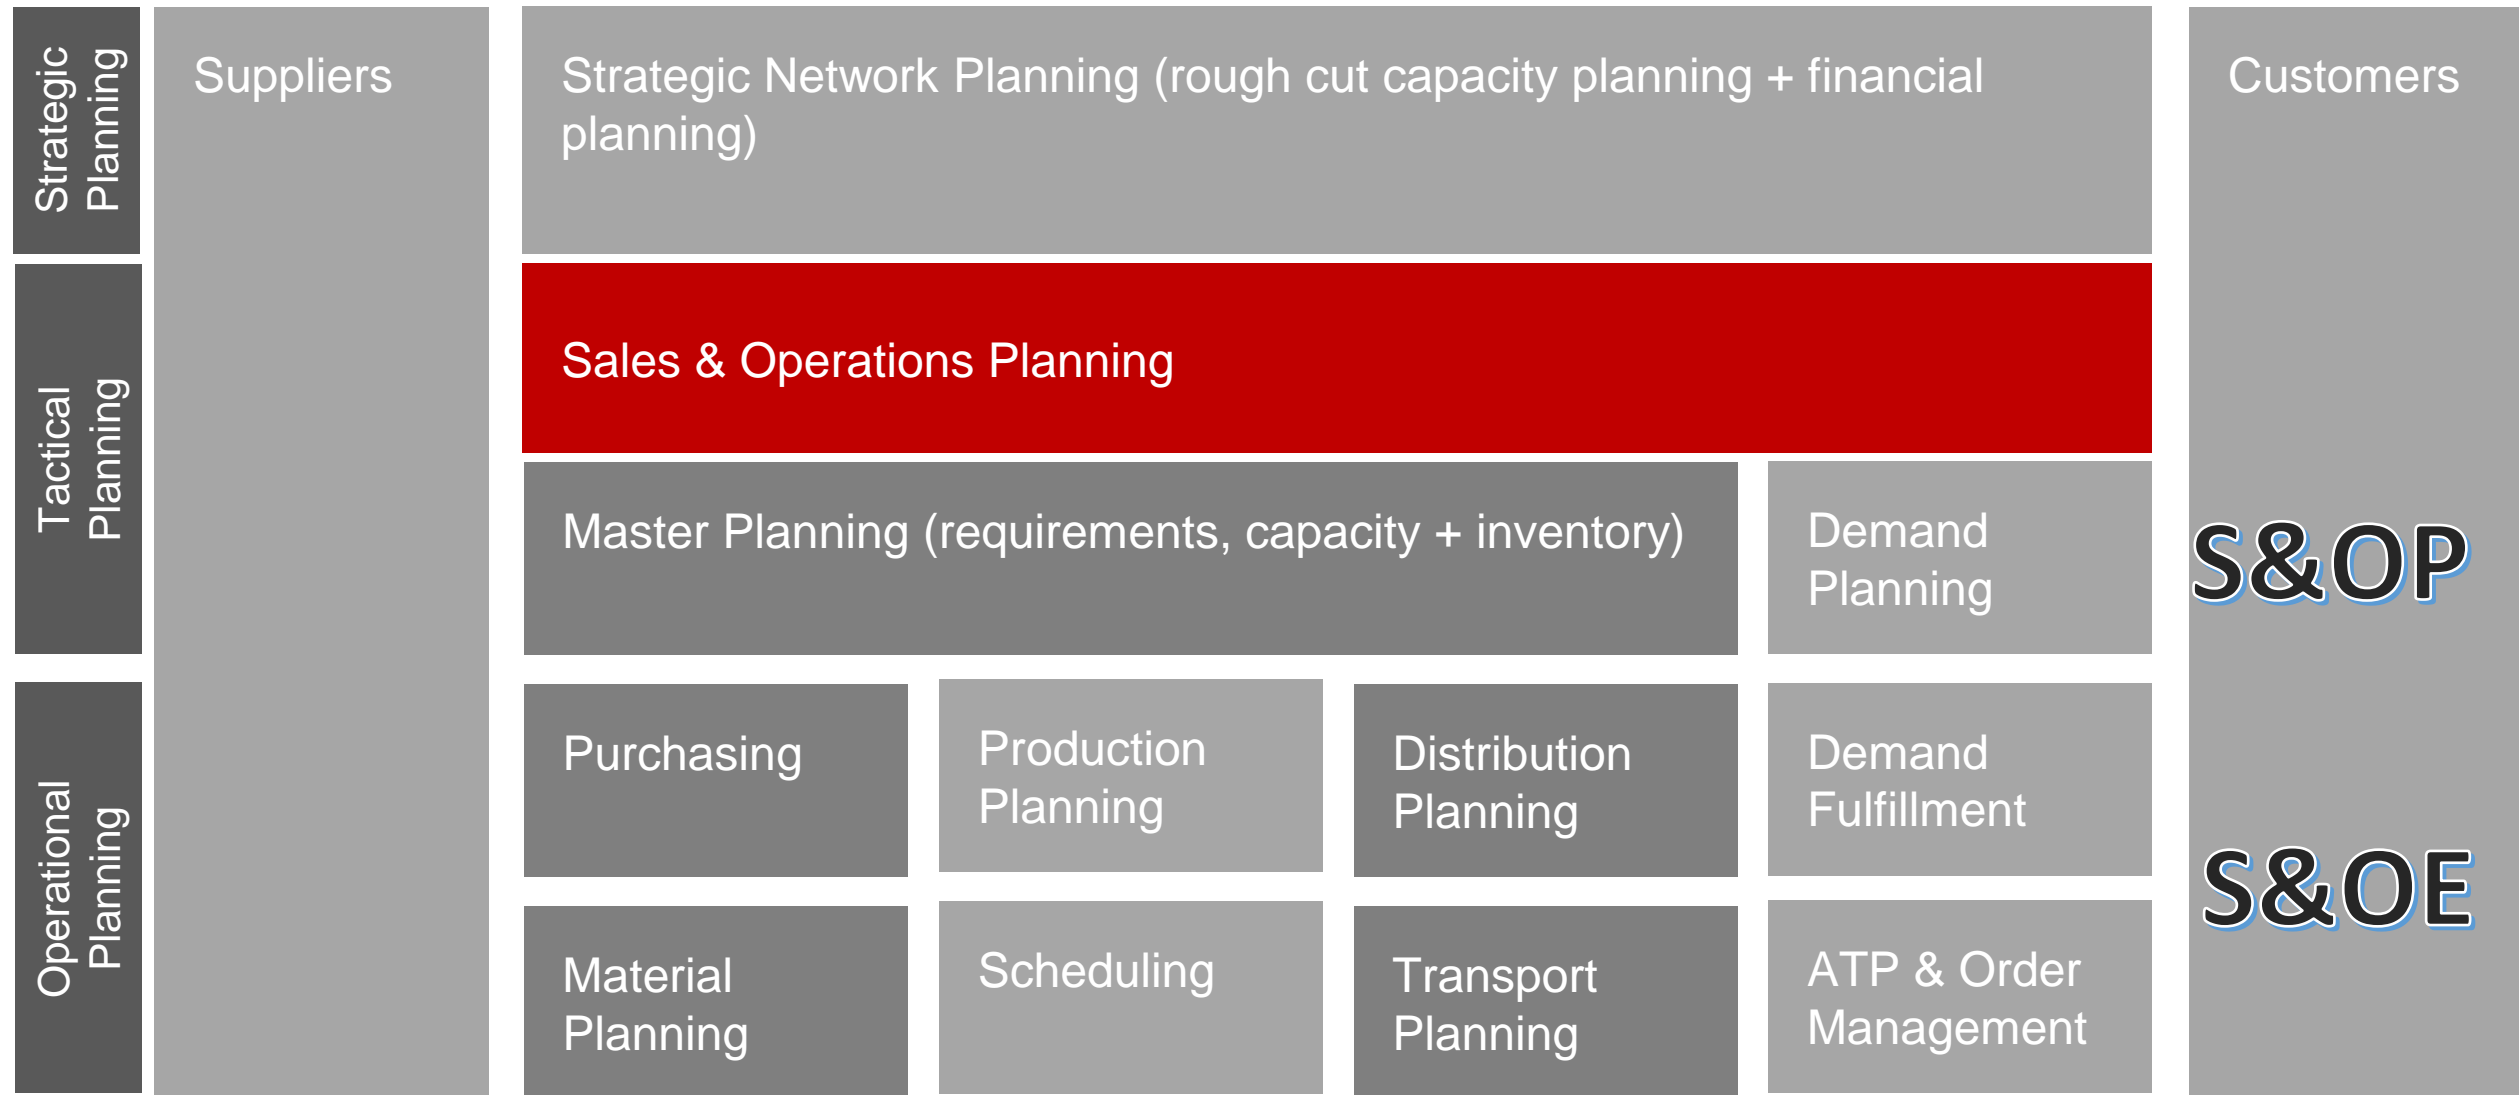 Strategic
Planning
Suppliers
Strategic Network Planning (rough cut capacity planning + financial
planning)
Customers
Tactical
Planning
Sales & Operations Planning
Master Planning (requirements, capacity + inventory)
Demand
Planning
S&OP
Operational
Planning
Purchasing
Production
Planning
Distribution
Planning
Demand
Fulfillment
S&OE
Material
Planning
Scheduling
Transport
Planning
ATP & Order
Management